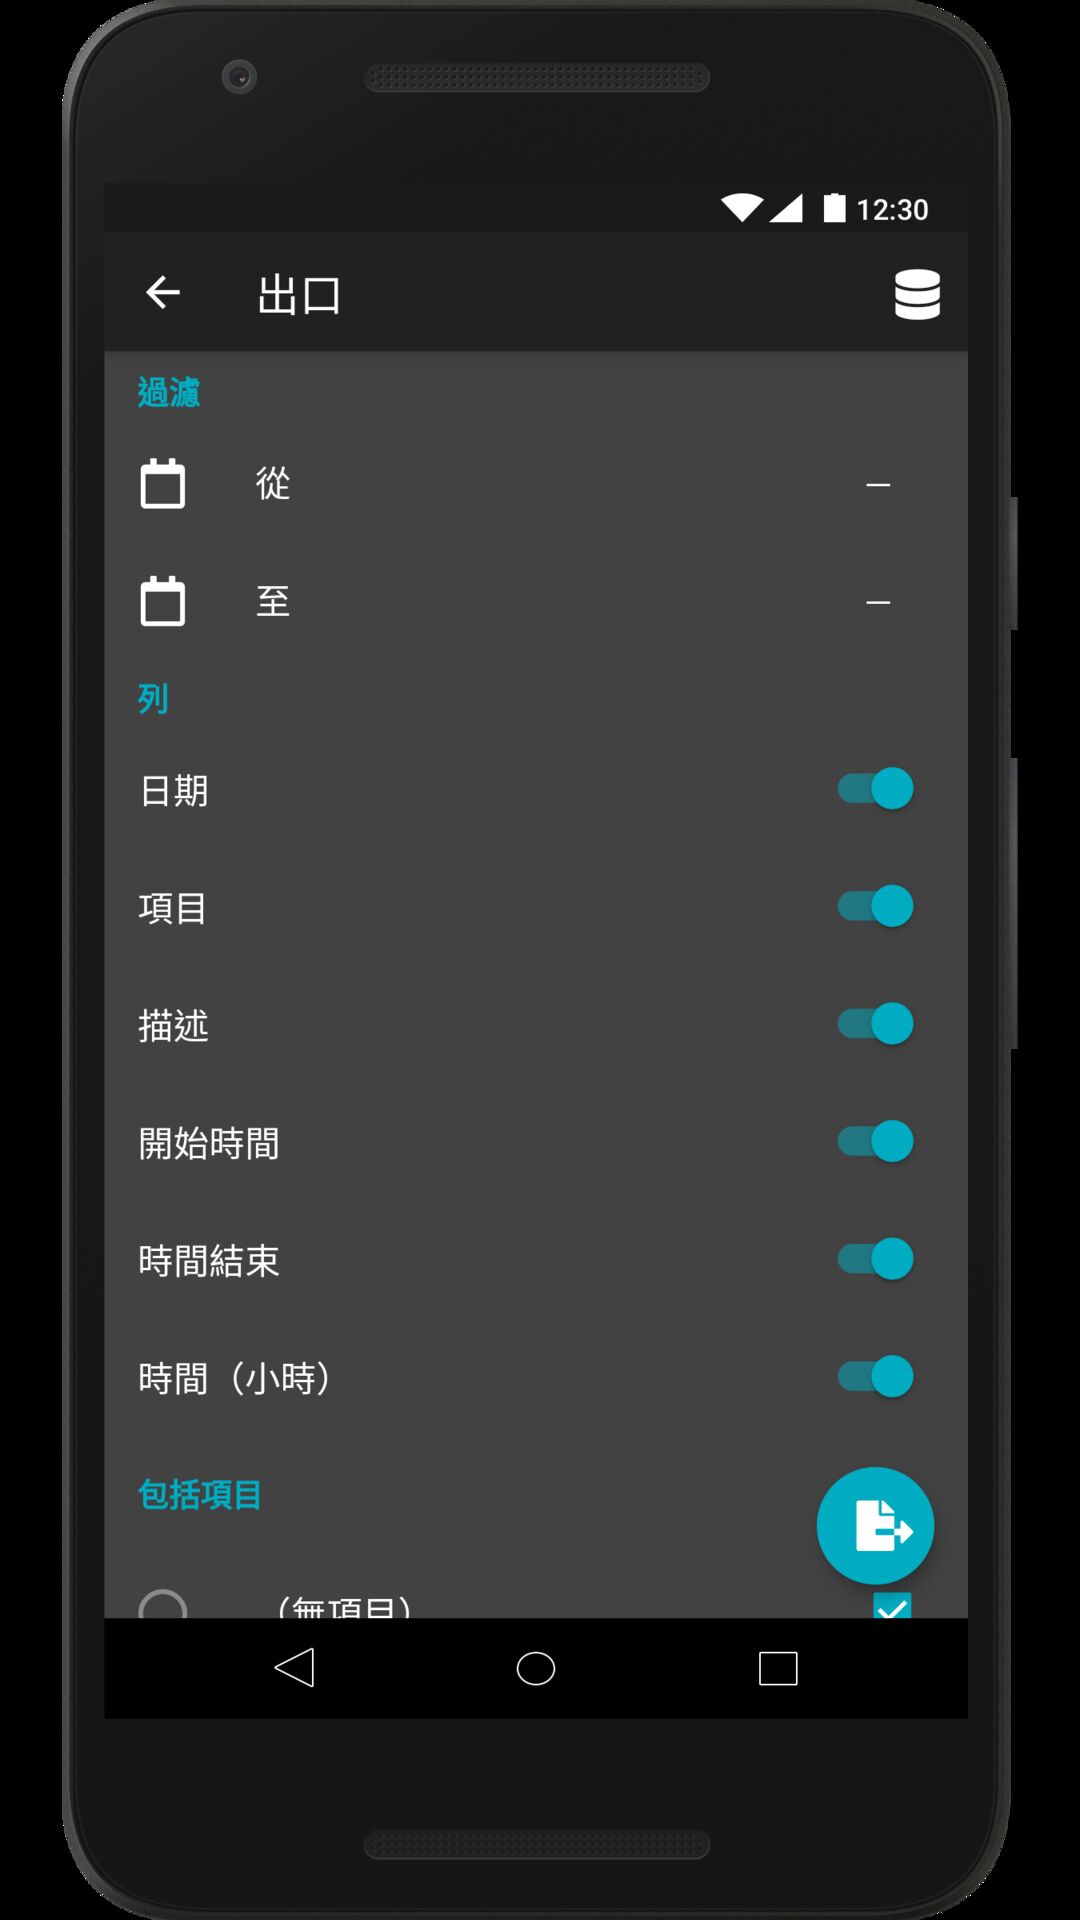 12:30
出口
過濾
從 –
至 –
列
日期
項目
描述
開始時間
時間結束
時間（小時）
包括項目
（無項目）